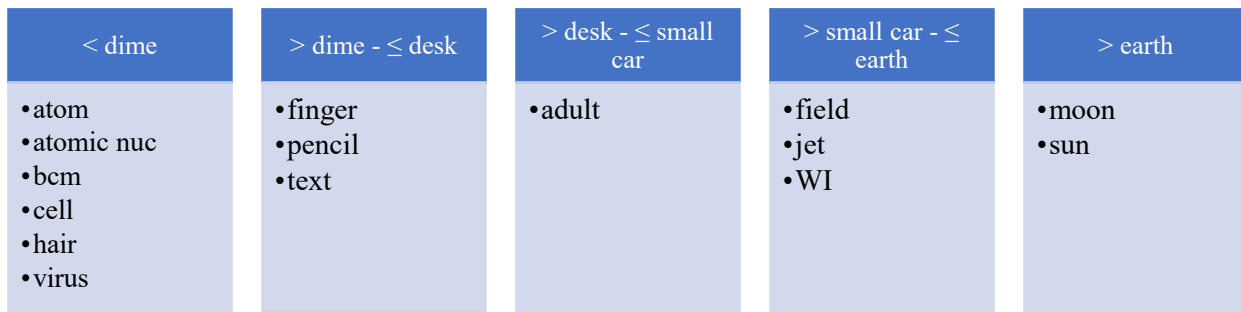 < dime
•atom
•atomic nuc
•bcm
•cell
•hair
•virus
> dime - ≤ desk
•finger
•pencil
•text
> desk - ≤ small
car
•adult
> small car - ≤
earth
•field
•jet
•WI
> earth
•moon
•sun